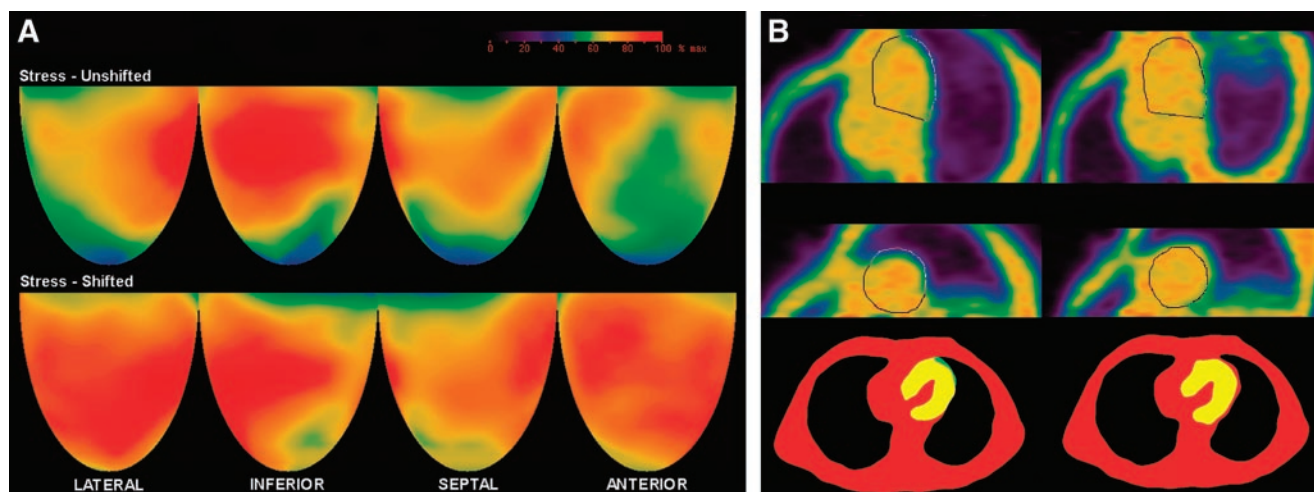 A
0 20 40 60 80 100 % max
Stress - Unshifted
Stress - Shifted
LATERAL INFERIOR SEPTAL ANTERIOR
B